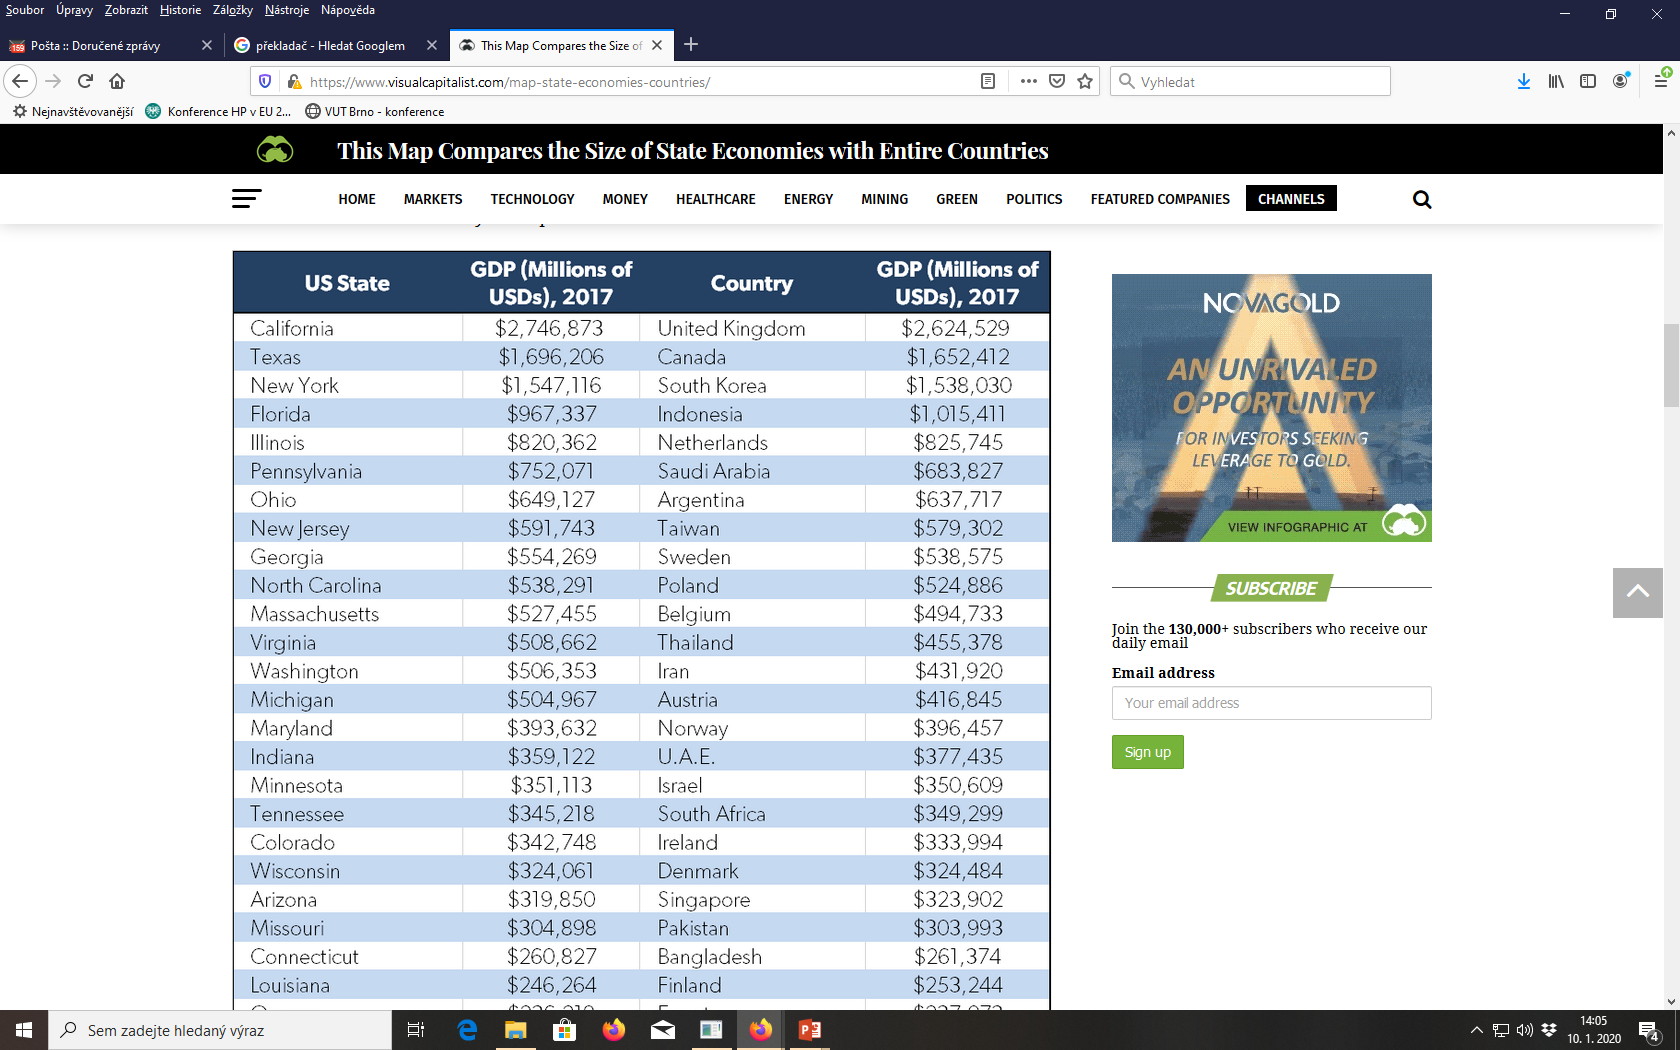 Soubor Úpravy Zobrazit Historie Záložky Nástroje Nápověda
159 Pošta :: Doručené zprávy
překladač - Hledat Googlem
This Map Compares the Size of
https://www.visualcapitalist.com/map-state-economies-countries/
Vyhledat
Nejnavštěvovanější Konference HP v EU 2... VUT Brno - konference
This Map Compares the Size of State Economies with Entire Countries
HOME MARKETS TECHNOLOGY MONEY HEALTHCARE ENERGY MINING GREEN POLITICS FEATURED COMPANIES CHANNELS
US State GDP (Millions of USDs), 2017 Country GDP (Millions of USDs), 2017
California $2,746,873 United Kingdom $2,624,529
Texas $1,696,206 Canada $1,652,412
New York $1,547,116 South Korea $1,538,030
Florida $967,337 Indonesia $1,015,411
Illinois $820,362 Netherlands $825,745
Pennsylvania $752,071 Saudi Arabia $683,827
Ohio $649,127 Argentina $637,717
New Jersey $591,743 Taiwan $579,302
Georgia $554,269 Sweden $538,575
North Carolina $538,291 Poland $524,886
Massachusetts $527,455 Belgium $494,733
Virginia $508,662 Thailand $455,378
Washington $506,353 Iran $431,920
Michigan $504,967 Austria $416,845
Maryland $393,632 Norway $396,457
Indiana $359,122 U.A.E. $377,435
Minnesota $351,113 Israel $350,609
Tennessee $345,218 South Africa $349,299
Colorado $342,748 Ireland $333,994
Wisconsin $324,061 Denmark $324,484
Arizona $319,850 Singapore $323,902
Missouri $304,898 Pakistan $303,993
Connecticut $260,827 Bangladesh $261,374
Louisiana $246,264 Finland $253,244
NOVAGOLD
AN UNRIVALED
OPPORTUNITY
FOR INVESTORS SEEKING
LEVERAGE TO GOLD.
VIEW INFOGRAPHIC AT
SUBSCRIBE
Join the 130,000+ subscribers who receive our
daily email
Email address
Your email address
Sign up
Sem zadejte hledaný výraz
14:05
10. 1. 2020
4